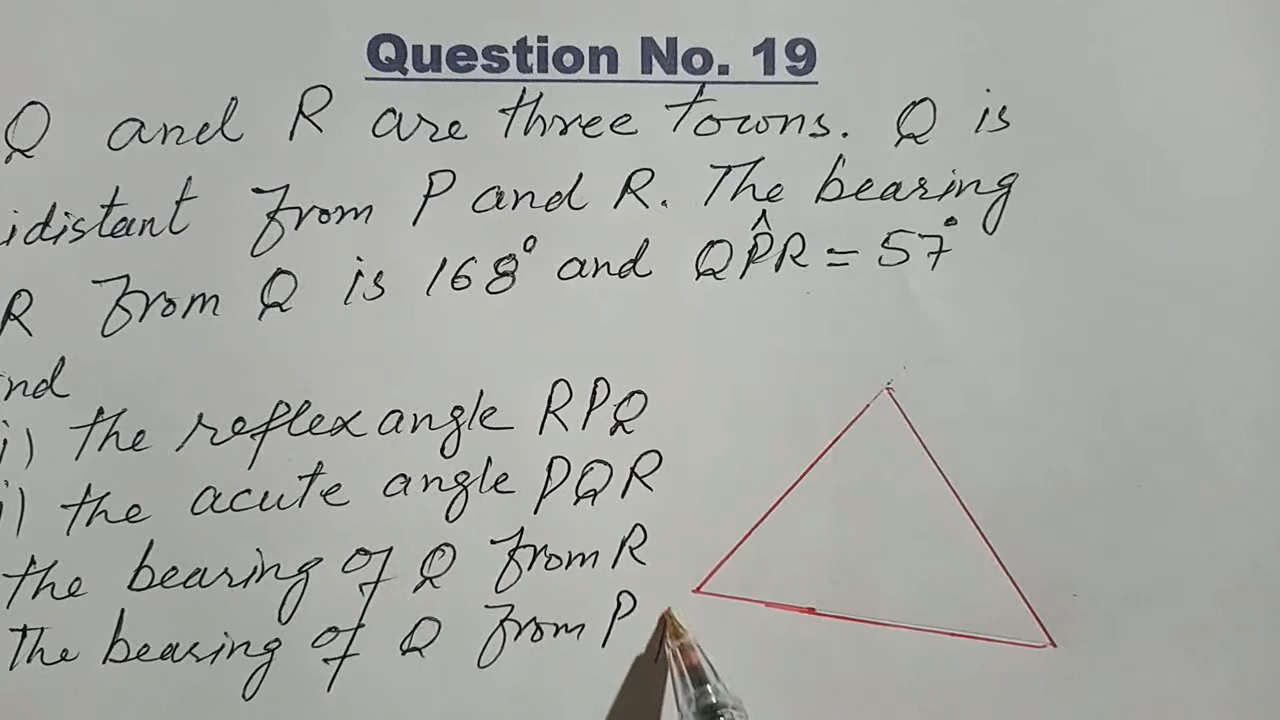 Question No. 19
Q and R are three towns. Q is
idistant from P and R. The bearing
R from Q is 168° and QP̂R = 57°
nd
i) the reflex angle RPQ
i) the acute angle PQR
the bearing of Q from R
The bearing of Q from P